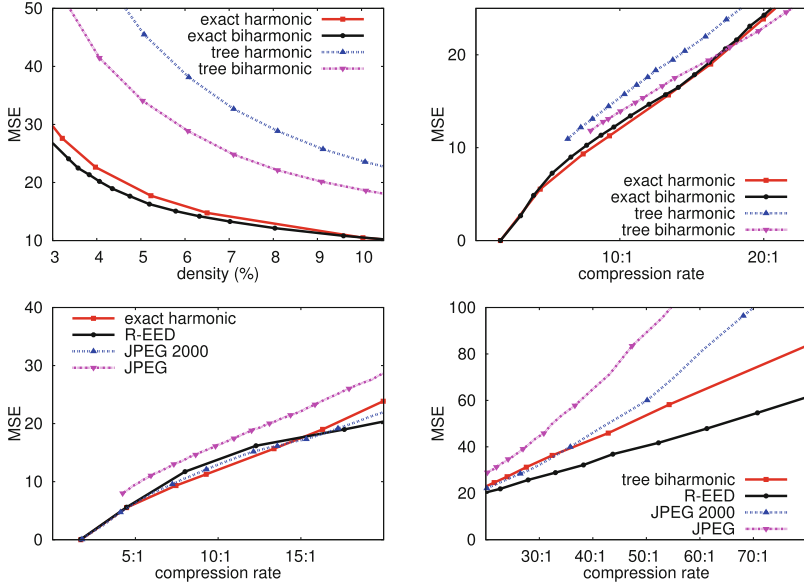 50
40
30
20
10
MSE
3 4 5 6 7 8 9 10
density (%)
exact harmonic
exact biharmonic
tree harmonic
tree biharmonic
20
10
0
MSE
10:1 20:1
compression rate
exact harmonic
exact biharmonic
tree harmonic
tree biharmonic
40
30
20
10
0
MSE
5:1 10:1 15:1
compression rate
exact harmonic
R-EED
JPEG 2000
JPEG
100
80
60
40
20
0
MSE
30:1 40:1 50:1 60:1 70:1
compression rate
tree biharmonic
R-EED
JPEG 2000
JPEG